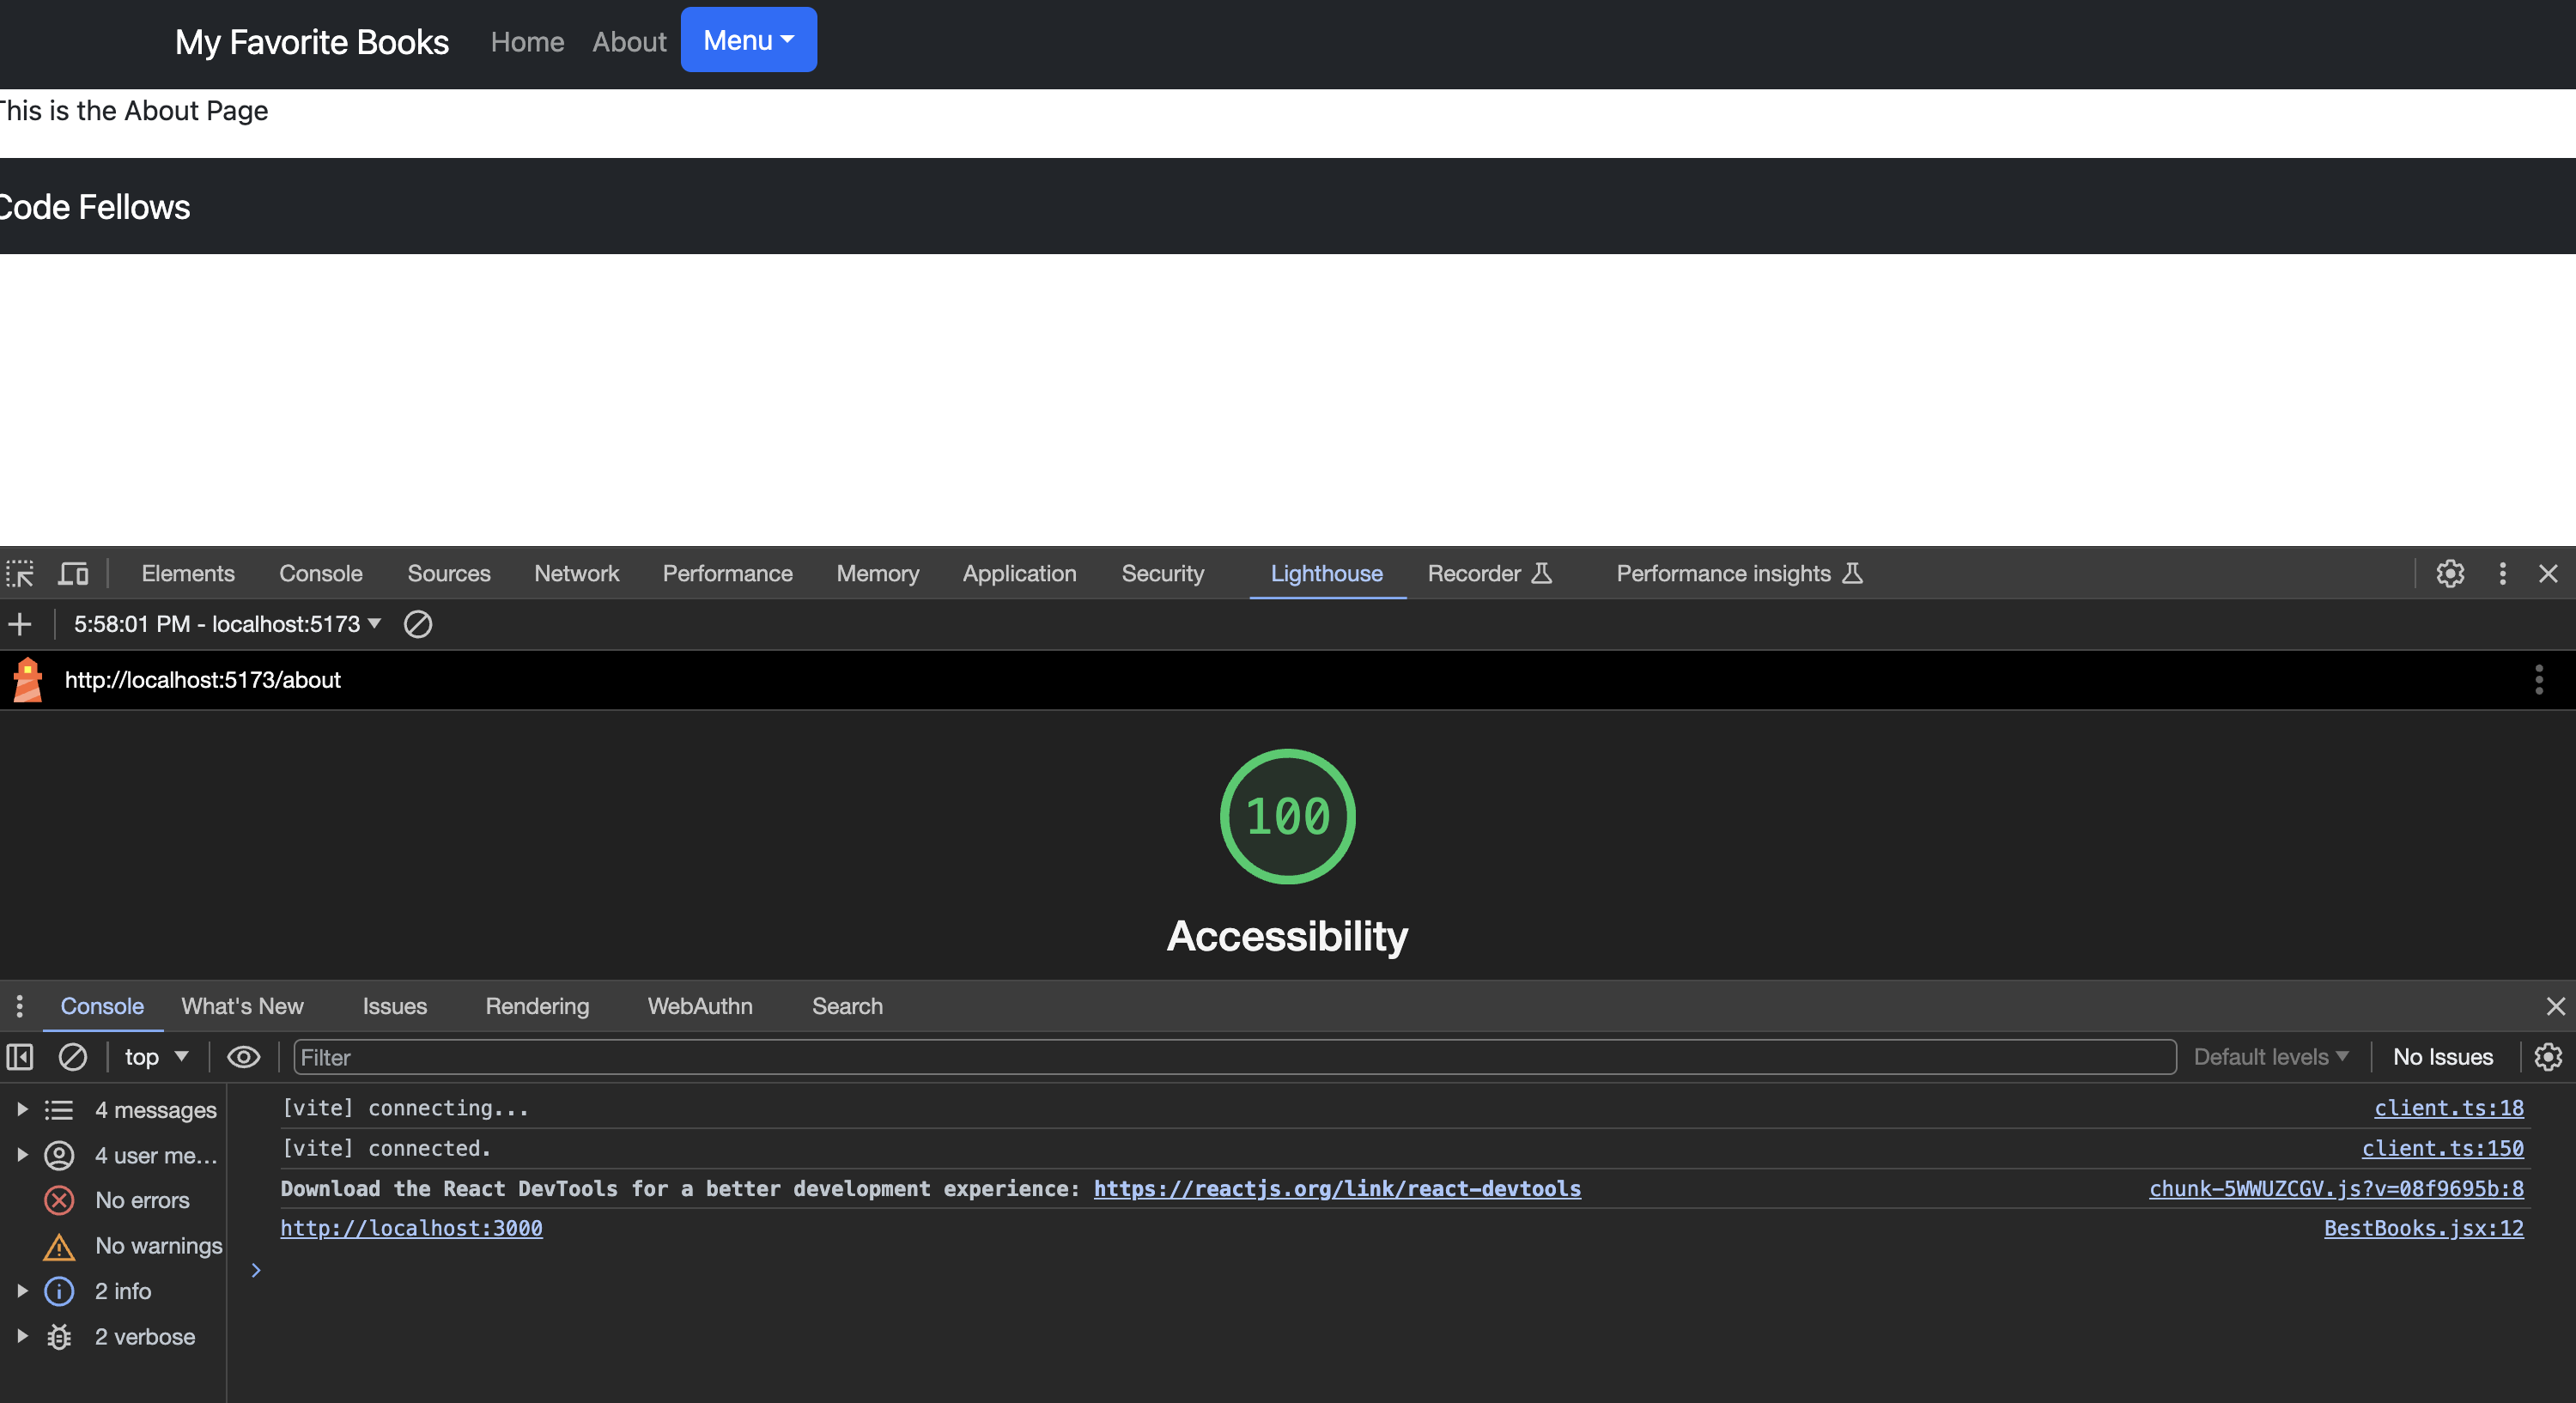 My Favorite Books Home About Menu
This is the About Page
Code Fellows
Elements Console Sources Network Performance Memory Application Security Lighthouse Recorder Performance insights
5:58:01 PM - localhost:5173
http://localhost:5173/about
100
Accessibility
Console What's New Issues Rendering WebAuthn Search
top Filter Default levels No Issues
4 messages
4 user me...
No errors
No warnings
2 info
2 verbose
[vite] connecting... client.ts:18
[vite] connected. client.ts:150
Download the React DevTools for a better development experience: https://reactjs.org/link/react-devtools chunk-5WWUZCGV.js?v=08f9695b:8
http://localhost:3000 BestBooks.jsx:12